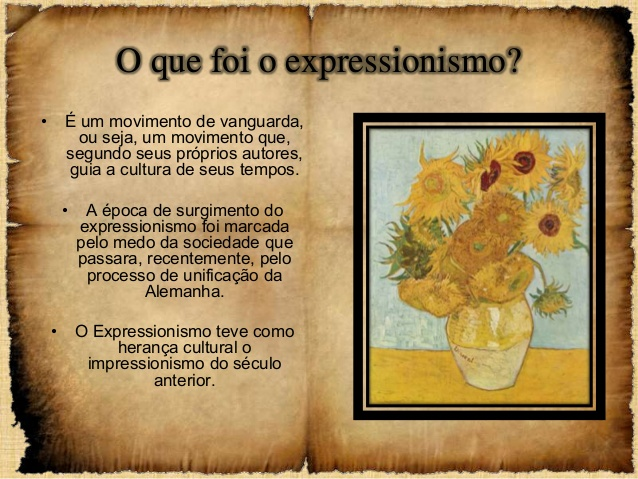 O que foi o expressionismo?
• É um movimento de vanguarda,
ou seja, um movimento que,
segundo seus próprios autores,
guia a cultura de seus tempos.
• A época de surgimento do
expressionismo foi marcada
pelo medo da sociedade que
passara, recentemente, pelo
processo de unificação da
Alemanha.
• O Expressionismo teve como
herança cultural o
impressionismo do século
anterior.
Vincent